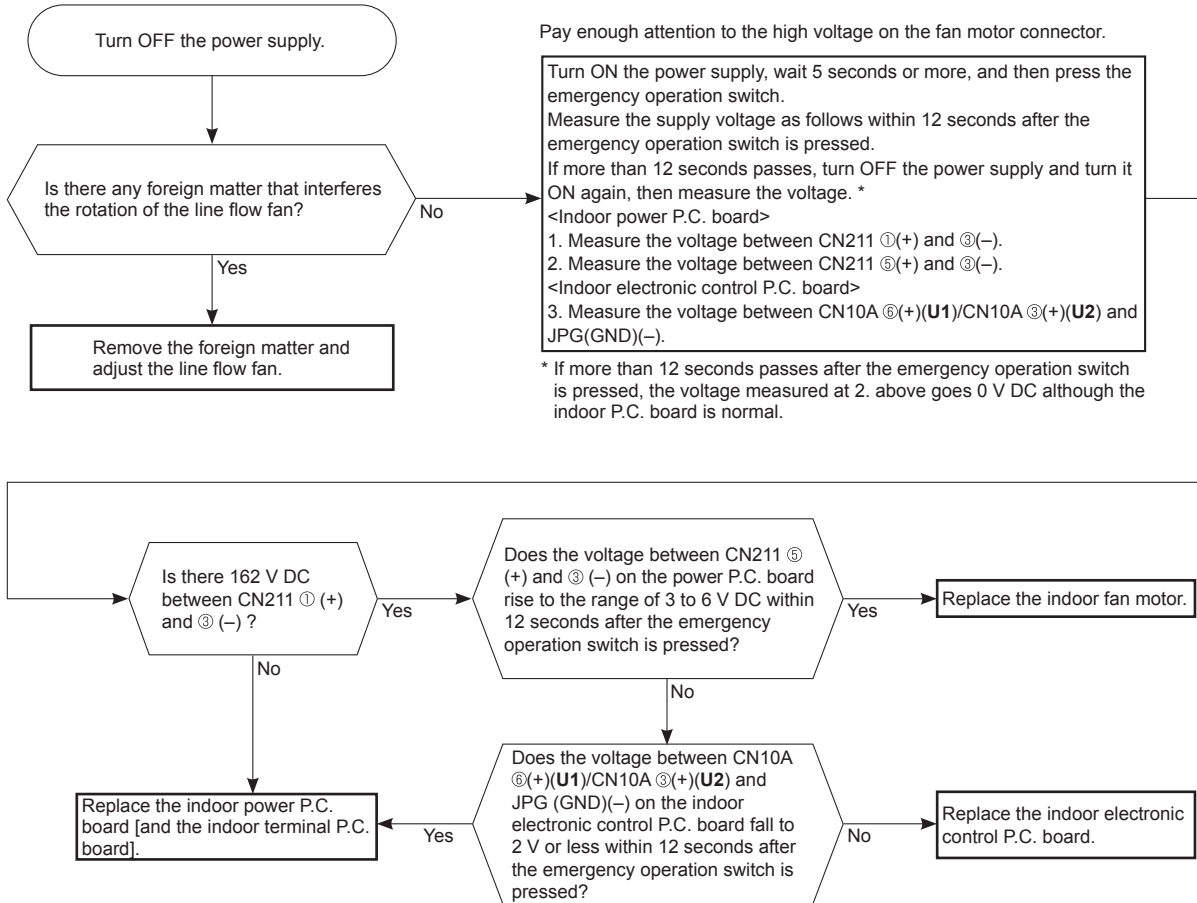 Turn OFF the power supply.
Is there any foreign matter that interferes
the rotation of the line flow fan?
No
Yes
Remove the foreign matter and
adjust the line flow fan.
Pay enough attention to the high voltage on the fan motor connector.
Turn ON the power supply, wait 5 seconds or more, and then press the
emergency operation switch.
Measure the supply voltage as follows within 12 seconds after the
emergency operation switch is pressed.
If more than 12 seconds passes, turn OFF the power supply and turn it
ON again, then measure the voltage. *
<Indoor power P.C. board>
1. Measure the voltage between CN211 ①(+) and ③(–).
2. Measure the voltage between CN211 ⑤(+) and ③(–).
<Indoor electronic control P.C. board>
3. Measure the voltage between CN10A ⑥(+)(U1)/CN10A ③(+)(U2) and
JPG(GND)(–).
* If more than 12 seconds passes after the emergency operation switch
is pressed, the voltage measured at 2. above goes 0 V DC although the
indoor P.C. board is normal.
Is there 162 V DC
between CN211 ① (+)
and ③ (–) ?
Yes
No
Does the voltage between CN211 ⑤
(+) and ③ (–) on the power P.C. board
rise to the range of 3 to 6 V DC within
12 seconds after the emergency
operation switch is pressed?
Yes
No
Replace the indoor fan motor.
Replace the indoor power P.C.
board [and the indoor terminal P.C.
board].
Yes
Does the voltage between CN10A
⑥(+)(U1)/CN10A ③(+)(U2) and
JPG (GND)(–) on the indoor
electronic control P.C. board fall to
2 V or less within 12 seconds after
the emergency operation switch is
pressed?
No
Replace the indoor electronic
control P.C. board.